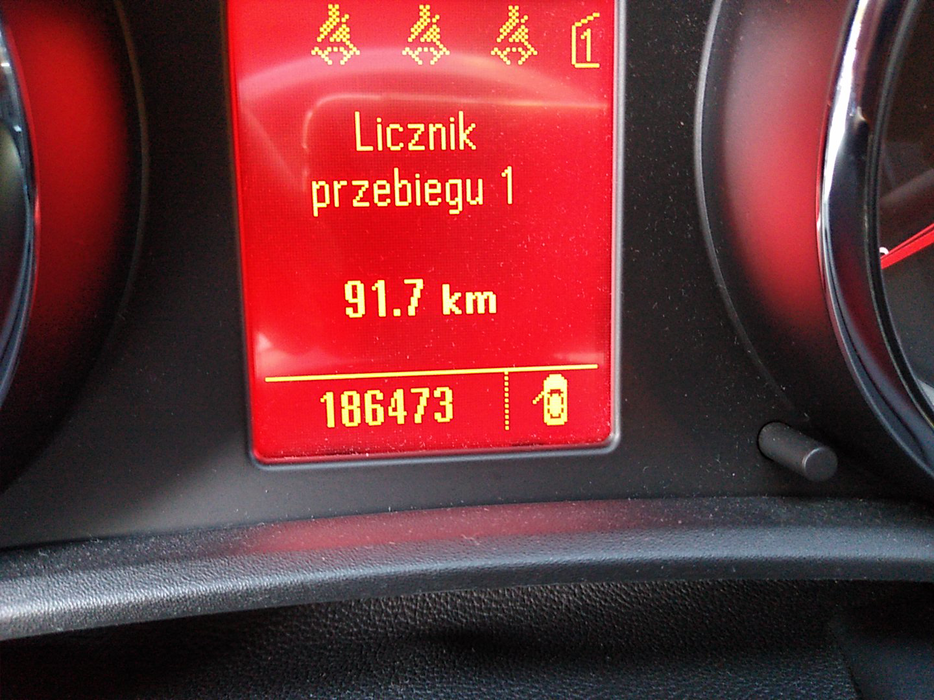 1
Licznik
przebiegu 1
91.7 km
186473